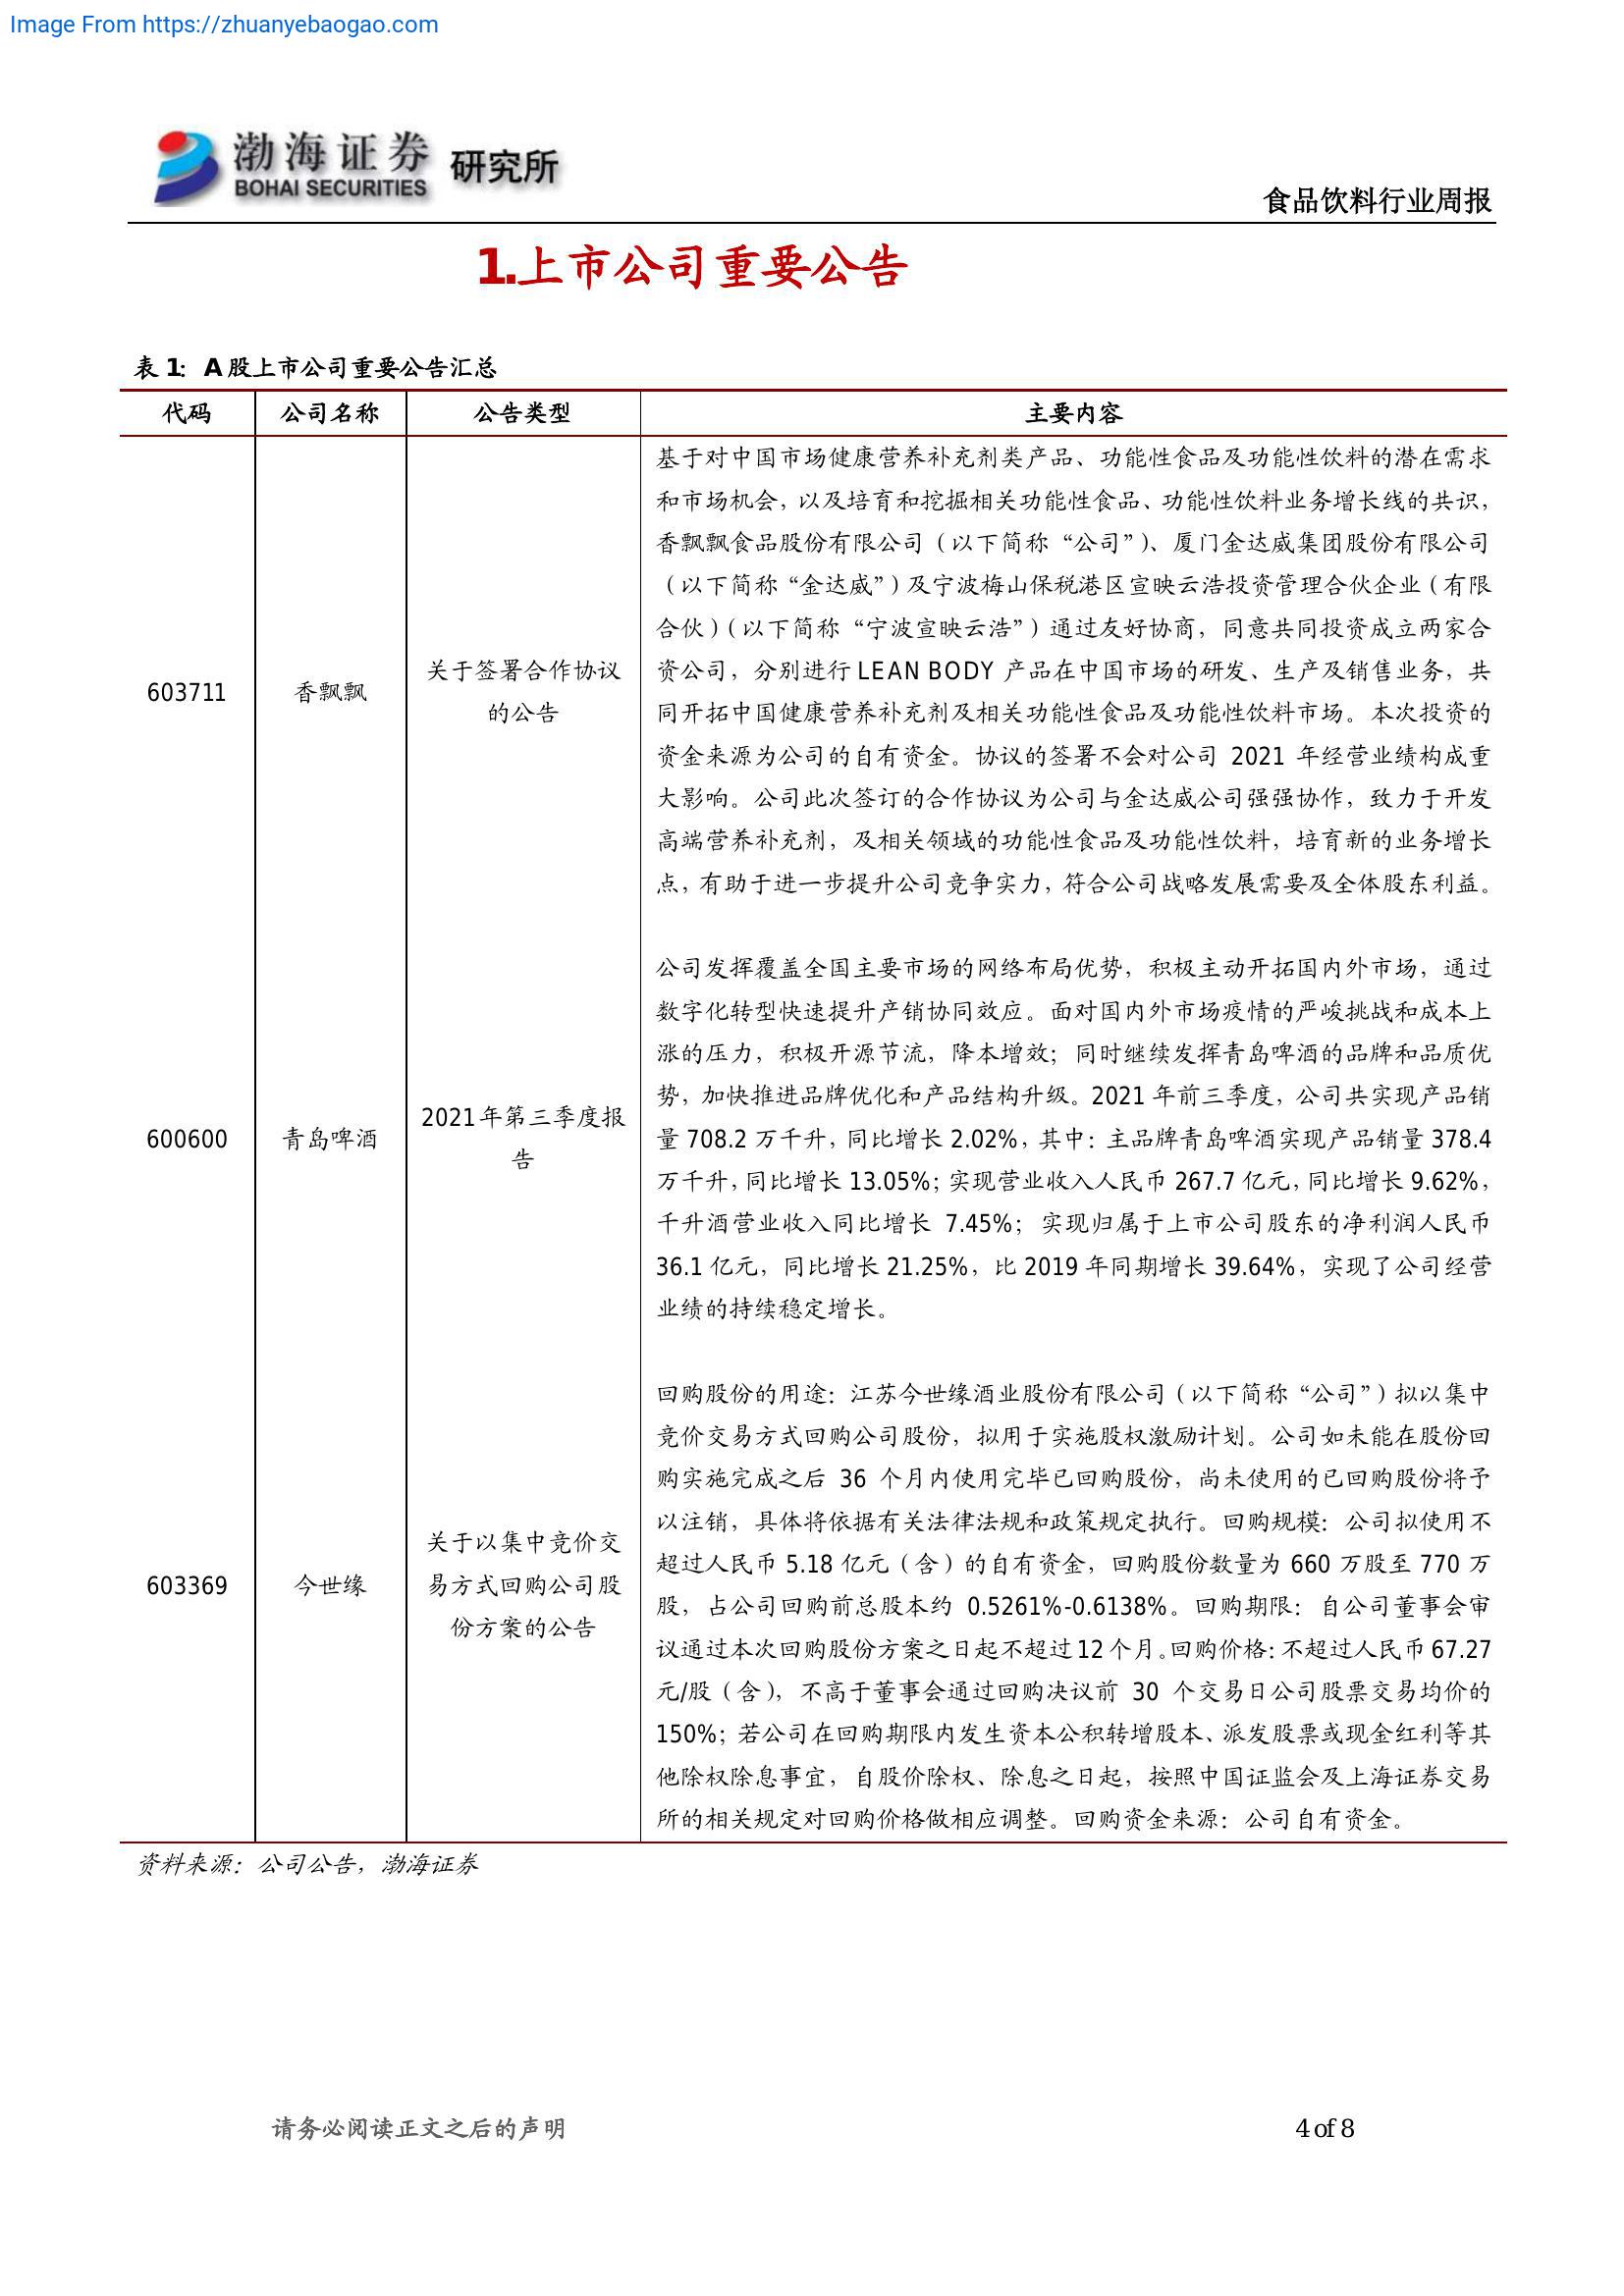 Image From https://zhuanyebaogao.com
渤海证券
BOHAI SECURITIES
研究所
食品饮料行业周报
1.上市公司重要公告
表 1：A 股上市公司重要公告汇总
代码 公司名称 公告类型 主要内容
603711
香飘飘
关于签署合作协议
的公告
基于对中国市场健康营养补充剂类产品、功能性食品及功能性饮料的潜在需求
和市场机会，以及培育和挖掘相关功能性食品、功能性饮料业务增长线的共识，
香飘飘食品股份有限公司（以下简称“公司”）、厦门金达威集团股份有限公司
（以下简称“金达威”）及宁波梅山保税港区宣映云浩投资管理合伙企业（有限
合伙）（以下简称“宁波宣映云浩”）通过友好协商，同意共同投资成立两家合
资公司，分别进行 LEAN BODY 产品在中国市场的研发、生产及销售业务，共
同开拓中国健康营养补充剂及相关功能性食品及功能性饮料市场。本次投资的
资金来源为公司的自有资金。协议的签署不会对公司 2021 年经营业绩构成重
大影响。公司此次签订的合作协议为公司与金达威公司强强协作，致力于开发
高端营养补充剂，及相关领域的功能性食品及功能性饮料，培育新的业务增长
点，有助于进一步提升公司竞争实力，符合公司战略发展需要及全体股东利益。
600600
青岛啤酒
2021 年第三季度报
告
公司发挥覆盖全国主要市场的网络布局优势，积极主动开拓国内外市场，通过
数字化转型快速提升产销协同效应。面对国内外市场疫情的严峻挑战和成本上
涨的压力，积极开源节流，降本增效；同时继续发挥青岛啤酒的品牌和品质优
势，加快推进品牌优化和产品结构升级。2021 年前三季度，公司共实现产品销
量 708.2 万千升，同比增长 2.02%，其中：主品牌青岛啤酒实现产品销量 378.4
万千升，同比增长 13.05%；实现营业收入人民币 267.7 亿元，同比增长 9.62%，
千升酒营业收入同比增长 7.45%；实现归属于上市公司股东的净利润人民币
36.1 亿元，同比增长 21.25%，比 2019 年同期增长 39.64%，实现了公司经营
业绩的持续稳定增长。
603369
今世缘
关于以集中竞价交
易方式回购公司股
份方案的公告
回购股份的用途：江苏今世缘酒业股份有限公司（以下简称“公司”）拟以集中
竞价交易方式回购公司股份，拟用于实施股权激励计划。公司如未能在股份回
购实施完成之后 36 个月内使用完毕已回购股份，尚未使用的已回购股份将予
以注销，具体将依据有关法律法规和政策规定执行。回购规模：公司拟使用不
超过人民币 5.18 亿元（含）的自有资金，回购股份数量为 660 万股至 770 万
股，占公司回购前总股本约 0.5261%-0.6138%。回购期限：自公司董事会审
议通过本次回购股份方案之日起不超过 12 个月。回购价格：不超过人民币 67.27
元/股（含），不高于董事会通过回购决议前 30 个交易日公司股票交易均价的
150%；若公司在回购期限内发生资本公积转增股本、派发股票或现金红利等其
他除权除息事宜，自股价除权、除息之日起，按照中国证监会及上海证券交易
所的相关规定对回购价格做相应调整。回购资金来源：公司自有资金。
资料来源：公司公告，渤海证券
请务必阅读正文之后的声明
4 of 8